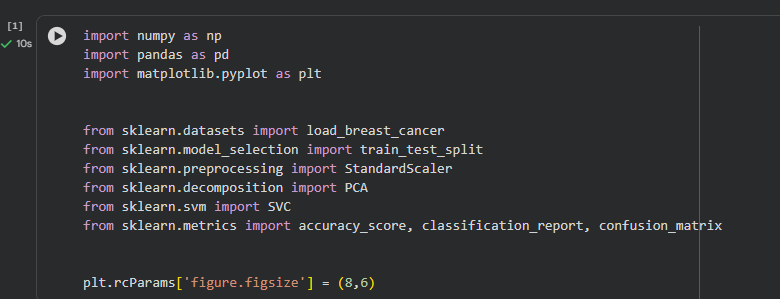 [1]
✓ 10s
import numpy as np
import pandas as pd
import matplotlib.pyplot as plt
from sklearn.datasets import load_breast_cancer
from sklearn.model_selection import train_test_split
from sklearn.preprocessing import StandardScaler
from sklearn.decomposition import PCA
from sklearn.svm import SVC
from sklearn.metrics import accuracy_score, classification_report, confusion_matrix
plt.rcParams['figure.figsize'] = (8,6)